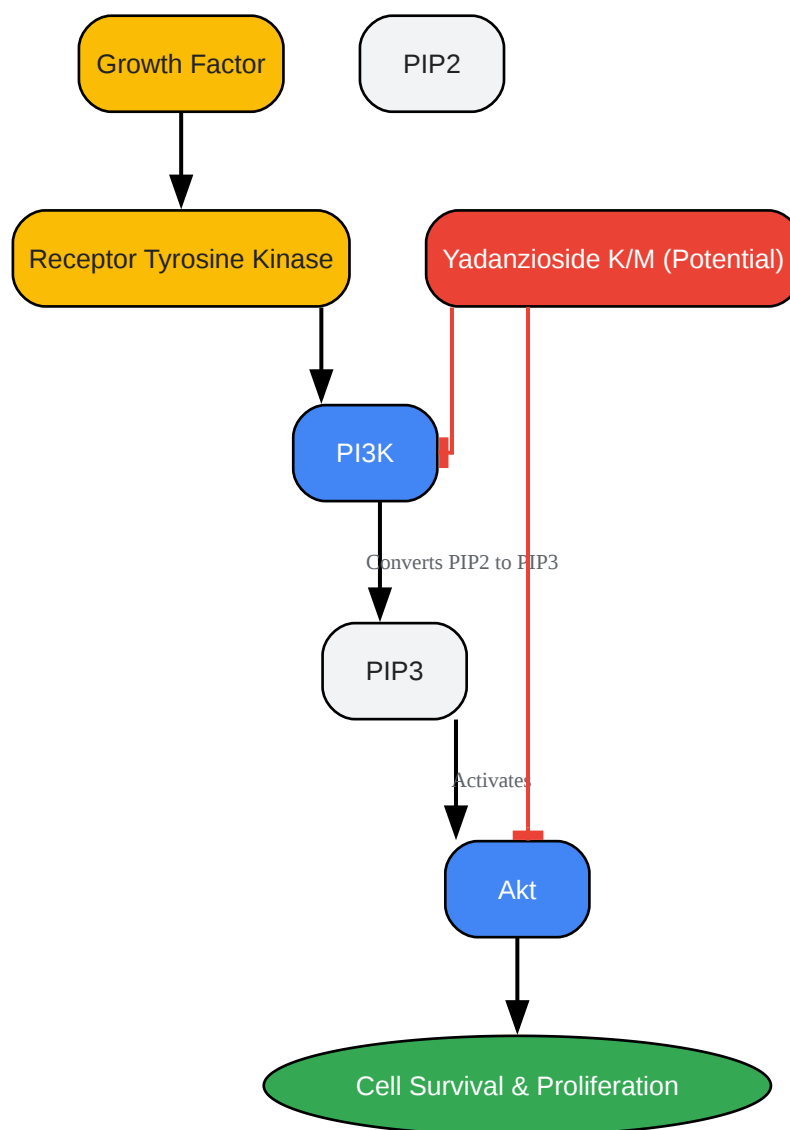 Growth Factor
PIP2
Receptor Tyrosine Kinase
Yadanzioside K/M (Potential)
PI3K
Converts PIP2 to PIP3
PIP3
Activates
Akt
Cell Survival & Proliferation